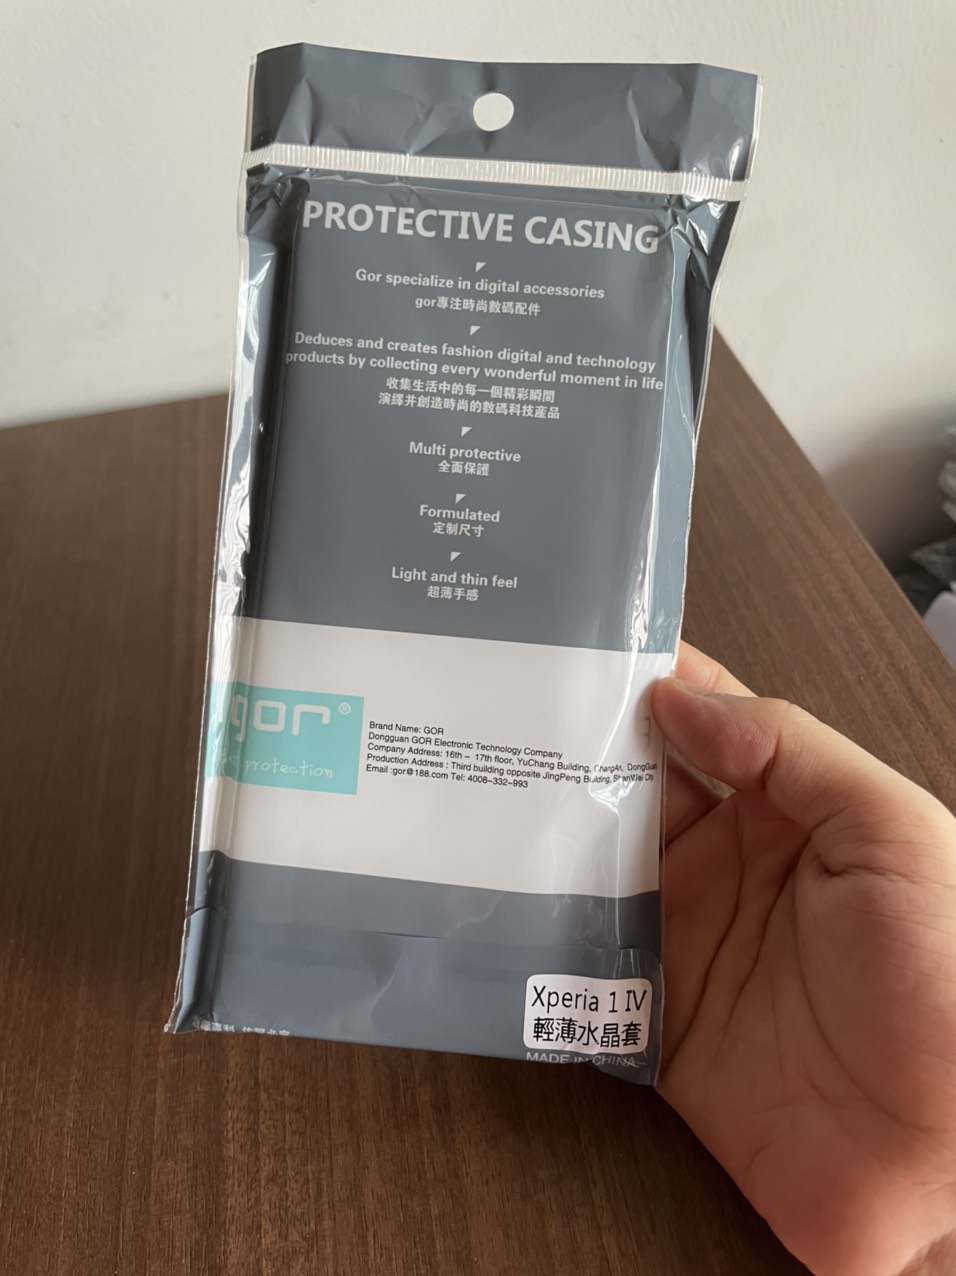 PROTECTIVE CASING
Gor specialize in digital accessories
gor專注時尚數碼配件
Deduces and creates fashion digital and technology
products by collecting every wonderful moment in life
收集生活中的每一個精彩瞬間
演繹并創造時尚的數碼科技產品
Multi protective
全面保護
Formulated
定制尺寸
Light and thin feel
超薄手感
gor®
protection
Brand Name: GOR
Dongguan GOR Electronic Technology Company
Company Address: 16th – 17th floor, YuChang Building, ChangAn, DongGuan
Production Address : Third building opposite JingPeng Building, ShanWei City.
Email :gor@188.com Tel: 4008-332-993
Xperia 1 IV
輕薄水晶套
MADE IN CHINA